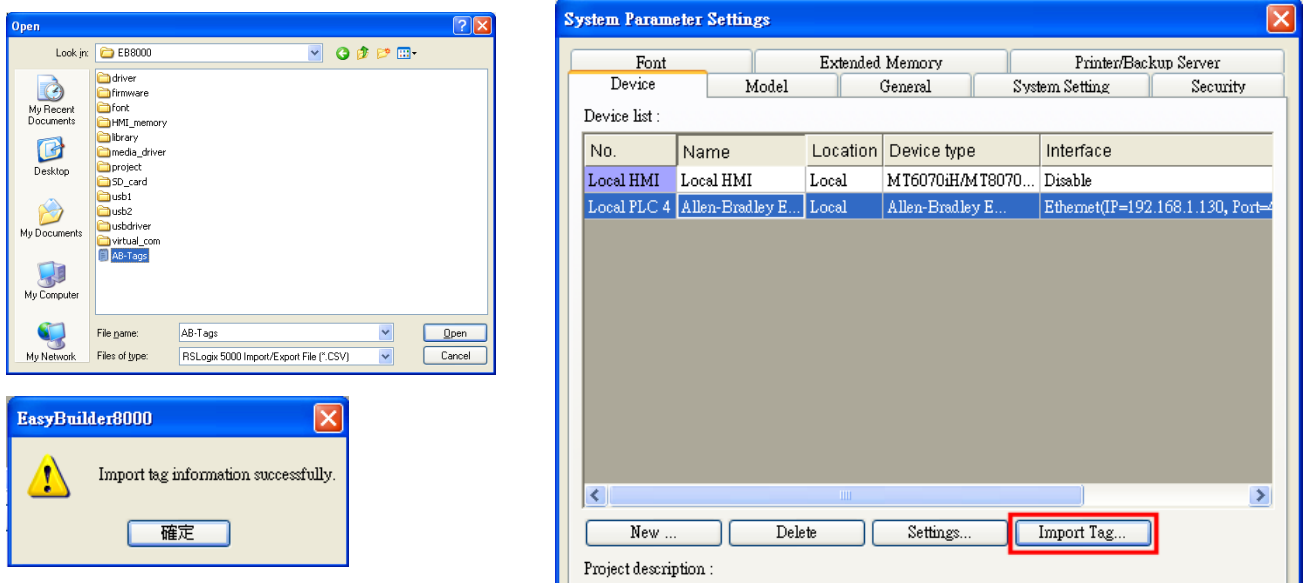 Open
Look in: EB8000
My Recent Documents
Desktop
My Documents
My Computer
My Network
driver
firmware
font
HMI_memory
library
media_driver
project
SD_card
usb1
usb2
usbdriver
virtual_com
AB-Tags
File name: AB-Tags Open
Files of type: RSLogix 5000 Import/Export File (*.CSV) Cancel
EasyBuilder8000
Import tag information successfully.
確定
System Parameter Settings
Font Extended Memory Printer/Backup Server
Device Model General System Setting Security
Device list :
No. Name Location Device type Interface
Local HMI Local HMI Local MT6070iH/MT8070... Disable
Local PLC 4 Allen-Bradley E... Local Allen-Bradley E... Ethernet(IP=192.168.1.130, Port=
New ... Delete Settings... Import Tag...
Project description :